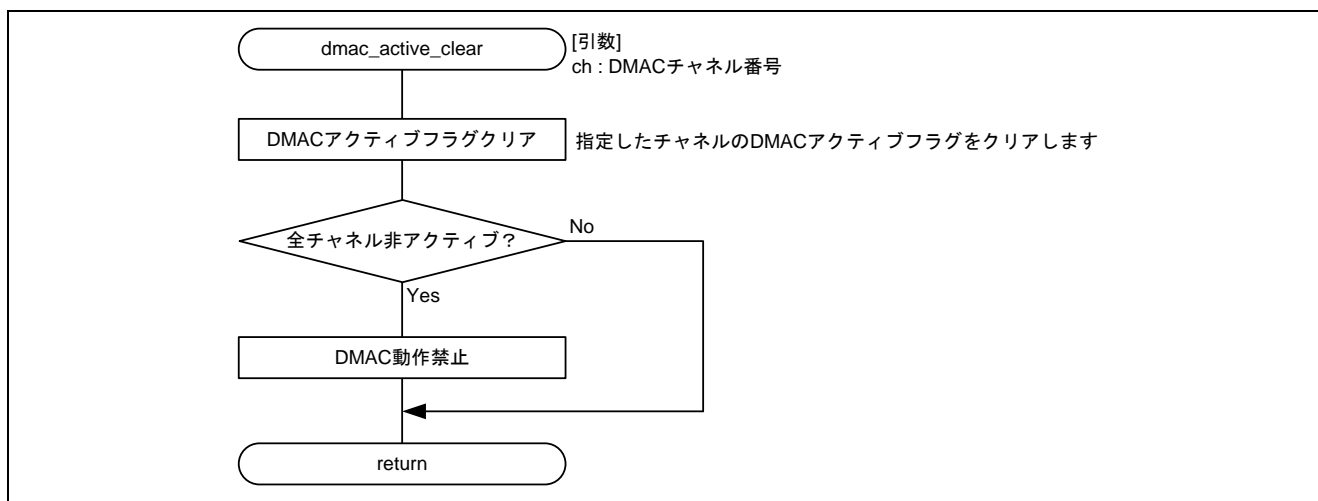 dmac_active_clear
[引数]
ch : DMACチャネル番号
DMACアクティブフラグクリア
指定したチャネルのDMACアクティブフラグをクリアします
全チャネル非アクティブ？
No
Yes
DMAC動作禁止
return